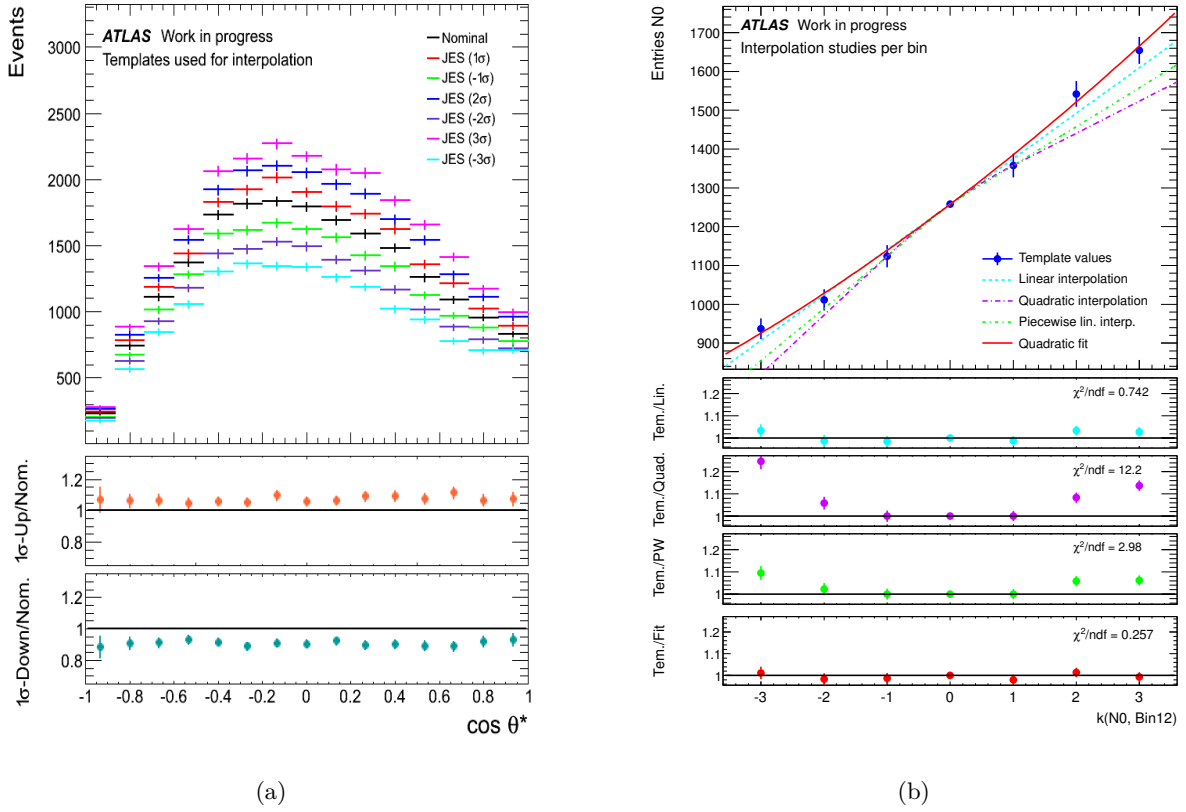 ATLAS Work in progress
Templates used for interpolation
Events
3000
2500
2000
1500
1000
500
Nominal
JES (1σ)
JES (-1σ)
JES (2σ)
JES (-2σ)
JES (3σ)
JES (-3σ)
1σ-Up/Nom.
1.2
1
0.8
1σ-Down/Nom.
1.2
1
0.8
-1 -0.8 -0.6 -0.4 -0.2 0 0.2 0.4 0.6 0.8 1
cos θ*
(a)
ATLAS Work in progress
Interpolation studies per bin
Entries N0
1700
1600
1500
1400
1300
1200
1100
1000
900
Template values
Linear interpolation
Quadratic interpolation
Piecewise lin. interp.
Quadratic fit
Tem./Lin.
1.2
1.1
1
χ²/ndf = 0.742
Tem./Quad.
1.2
1.1
1
χ²/ndf = 12.2
Tem./PW
1.2
1.1
1
χ²/ndf = 2.98
Tem./Fit
1.2
1.1
1
χ²/ndf = 0.257
-3 -2 -1 0 1 2 3
k(N0, Bin12)
(b)